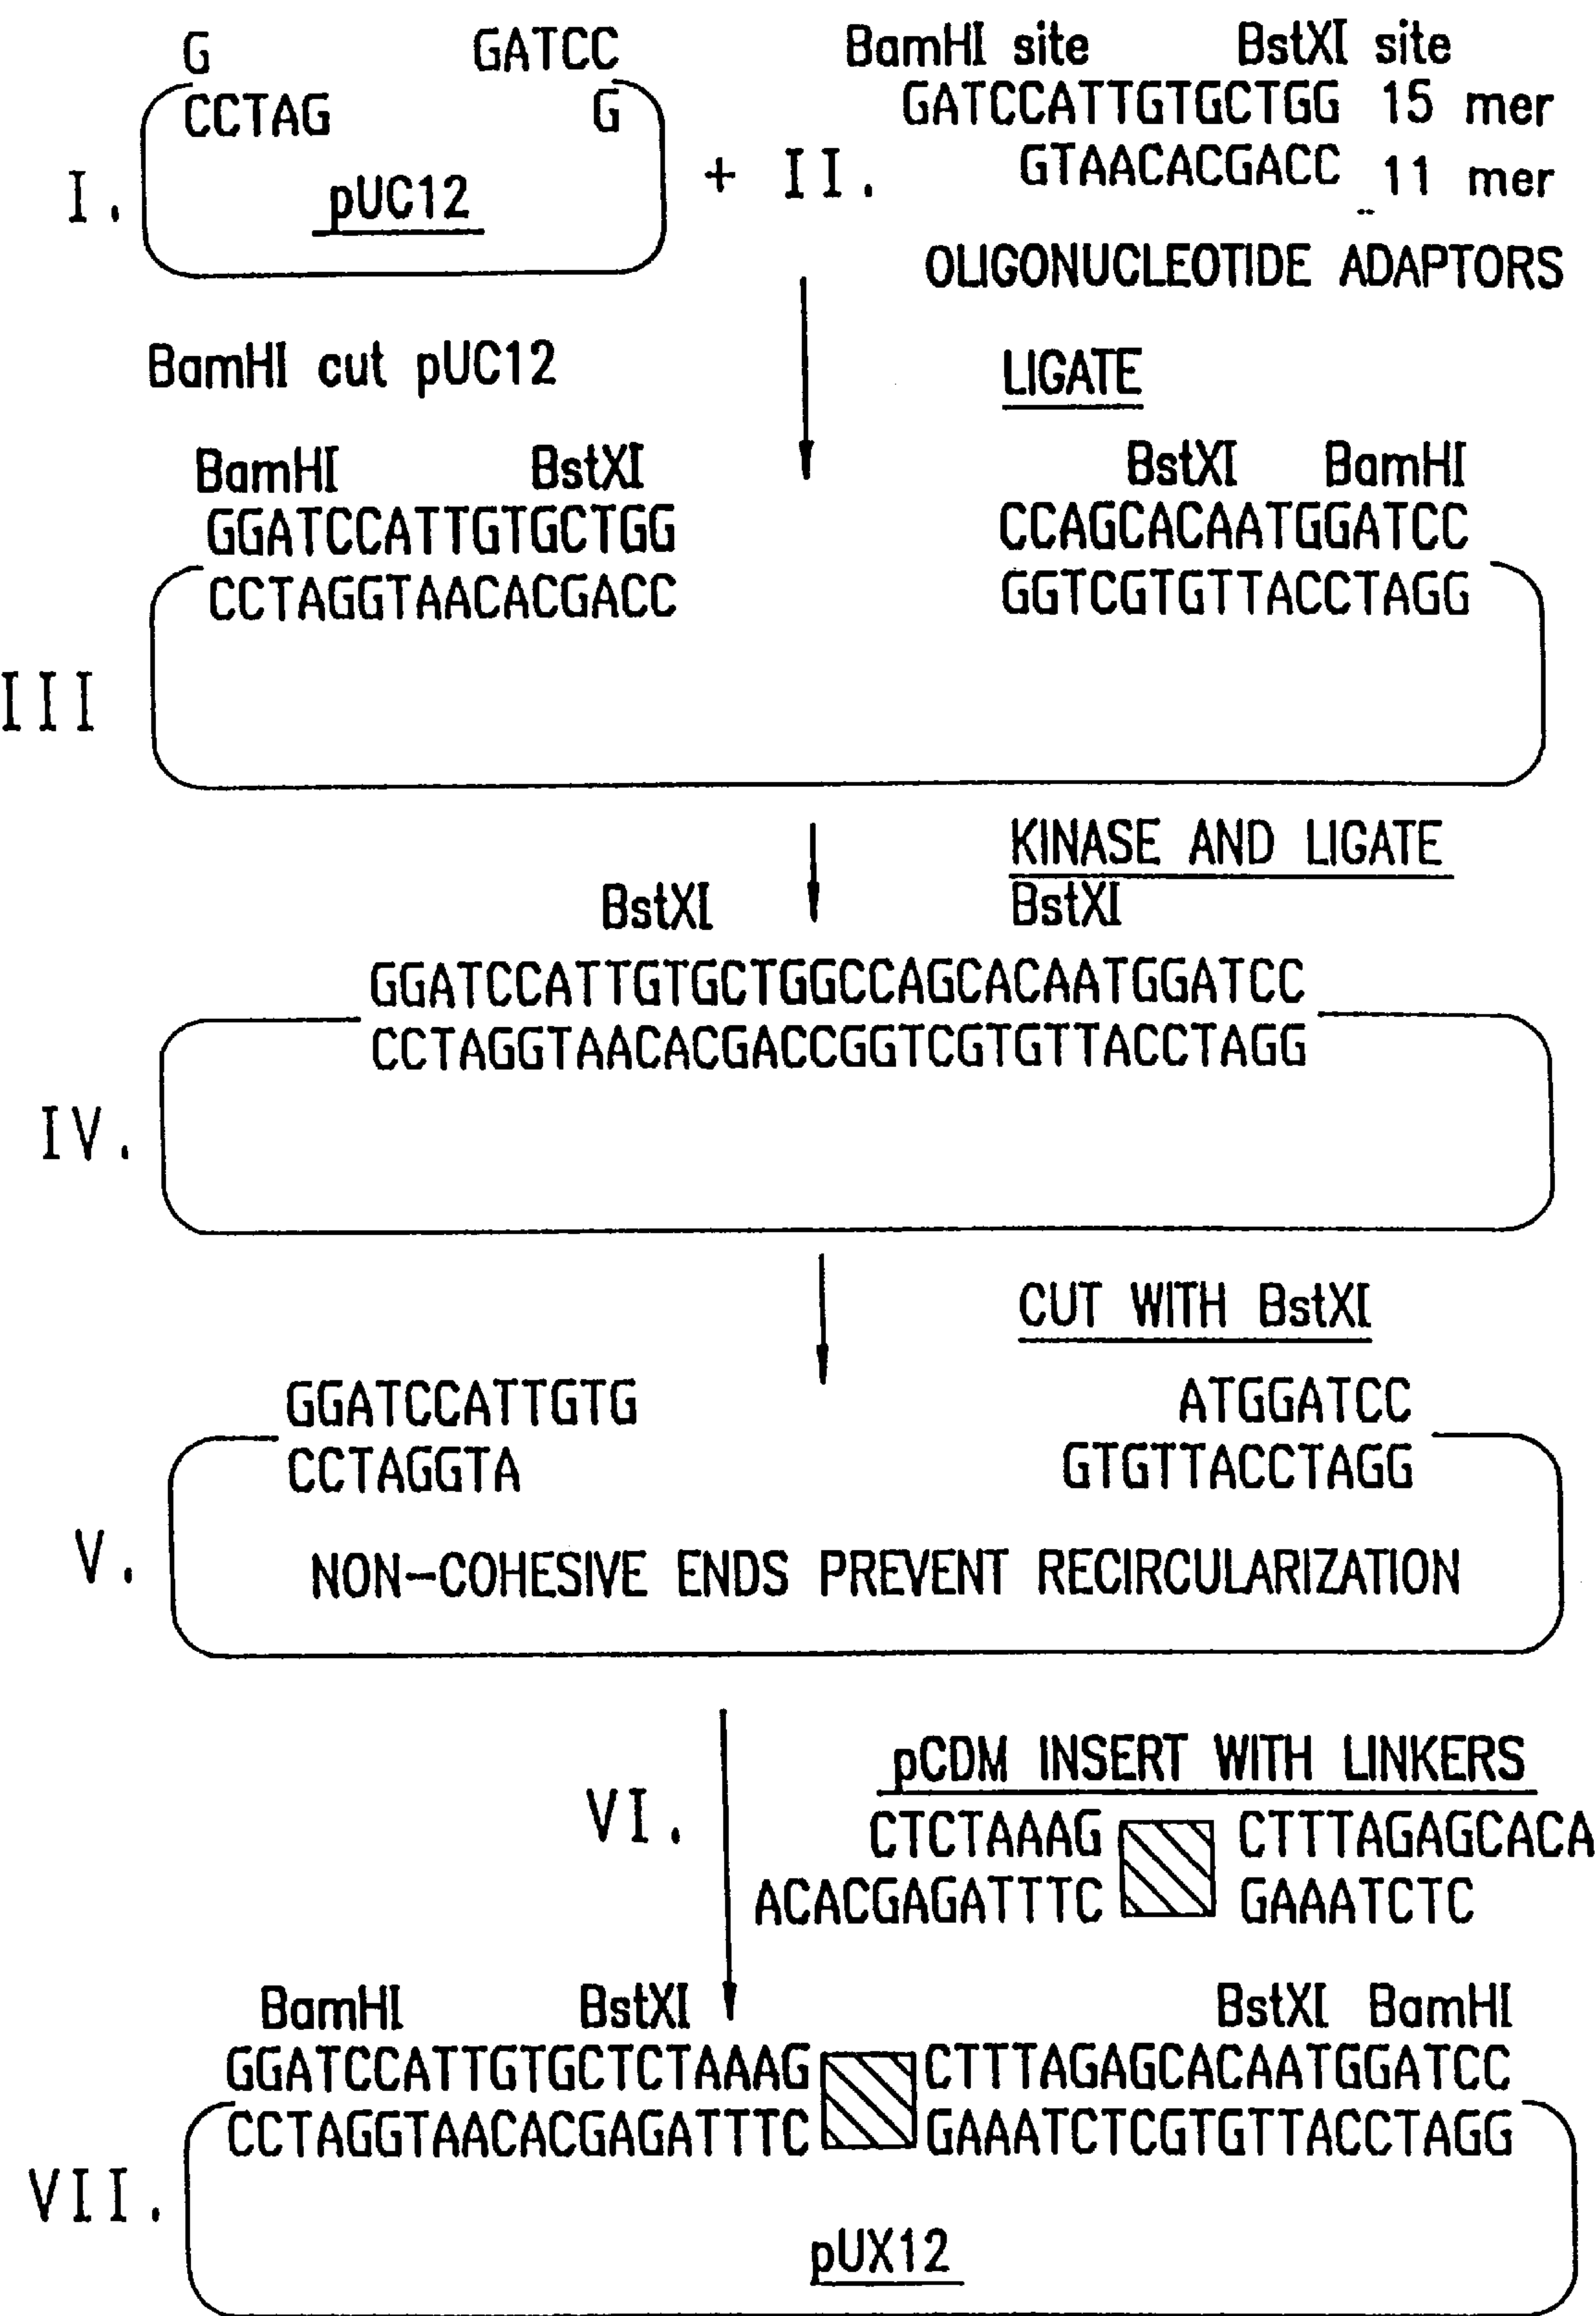 G GATCC
CCTAG G
I. pUC12
BamHI cut pUC12
+ II.
BamHI site BstXI site
GATCCATTGTGCTGG 15 mer
GTAACACGACC 11 mer
OLIGONUCLEOTIDE ADAPTORS
LIGATE
BamHI BstXI BstXI BamHI
GGATCCATTGTGCTGG CCAGCACAATGGATCC
CCTAGGTAACACGACC GGTCGTGTTACCTAGG
III
KINASE AND LIGATE
BstXI BstXI
GGATCCATTGTGCTGGCCAGCACAATGGATCC
CCTAGGTAACACGACCGGTCGTGTTACCTAGG
IV.
CUT WITH BstXI
GGATCCATTGTG ATGGATCC
CCTAGGTA GTGTTACCTAGG
V. NON-COHESIVE ENDS PREVENT RECIRCULARIZATION
VI. pCDM INSERT WITH LINKERS
CTCTAAAG CTTTAGAGCACA
ACACGAGATTTC GAAATCTC
BamHI BstXI BstXI BamHI
GGATCCATTGTGCTCTAAAG CTTTAGAGCACAATGGATCC
CCTAGGTAACACGAGATTTC GAAATCTCGTGTTACCTAGG
VII.
pUX12